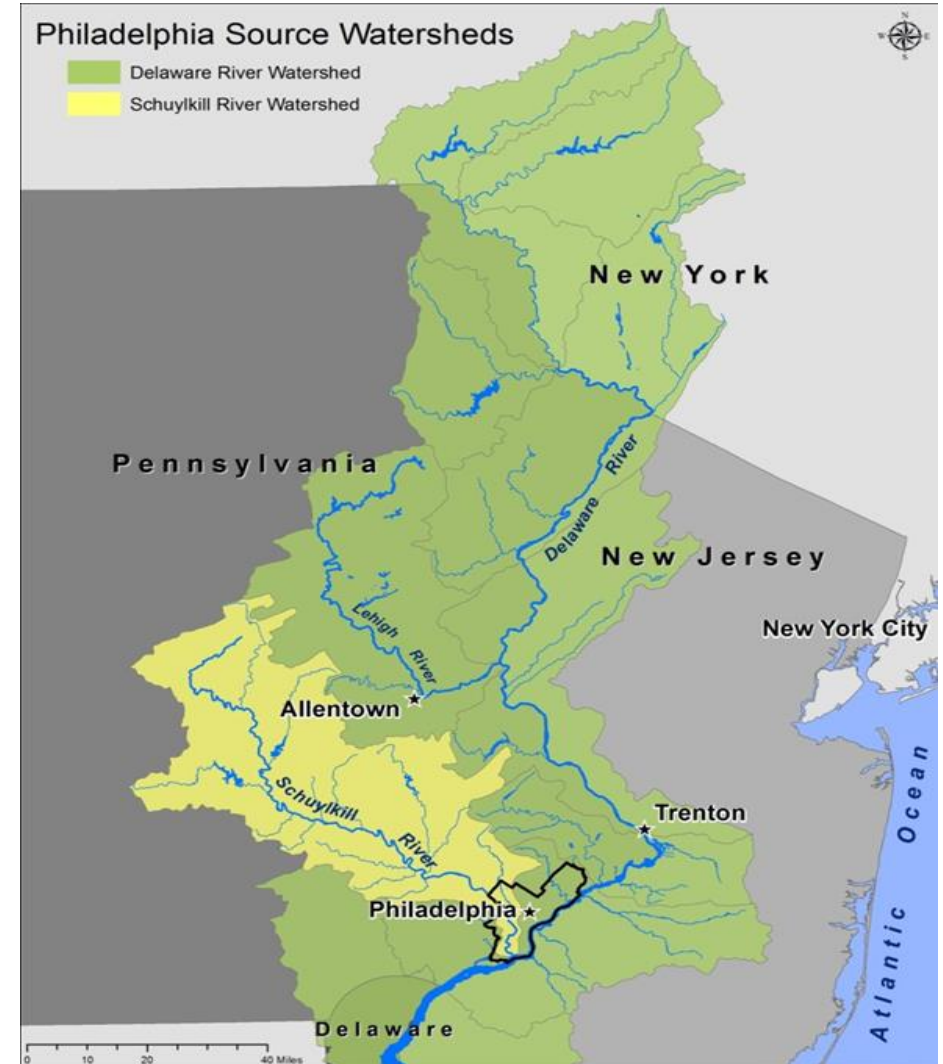 Philadelphia Source Watersheds
Delaware River Watershed
Schuylkill River Watershed
N
W E
S
New York
Pennsylvania
Delaware River
New Jersey
New York City
Lehigh River
Allentown
Schuylkill River
Trenton
Philadelphia
Atlantic Ocean
Delaware
0 10 20 40 Miles